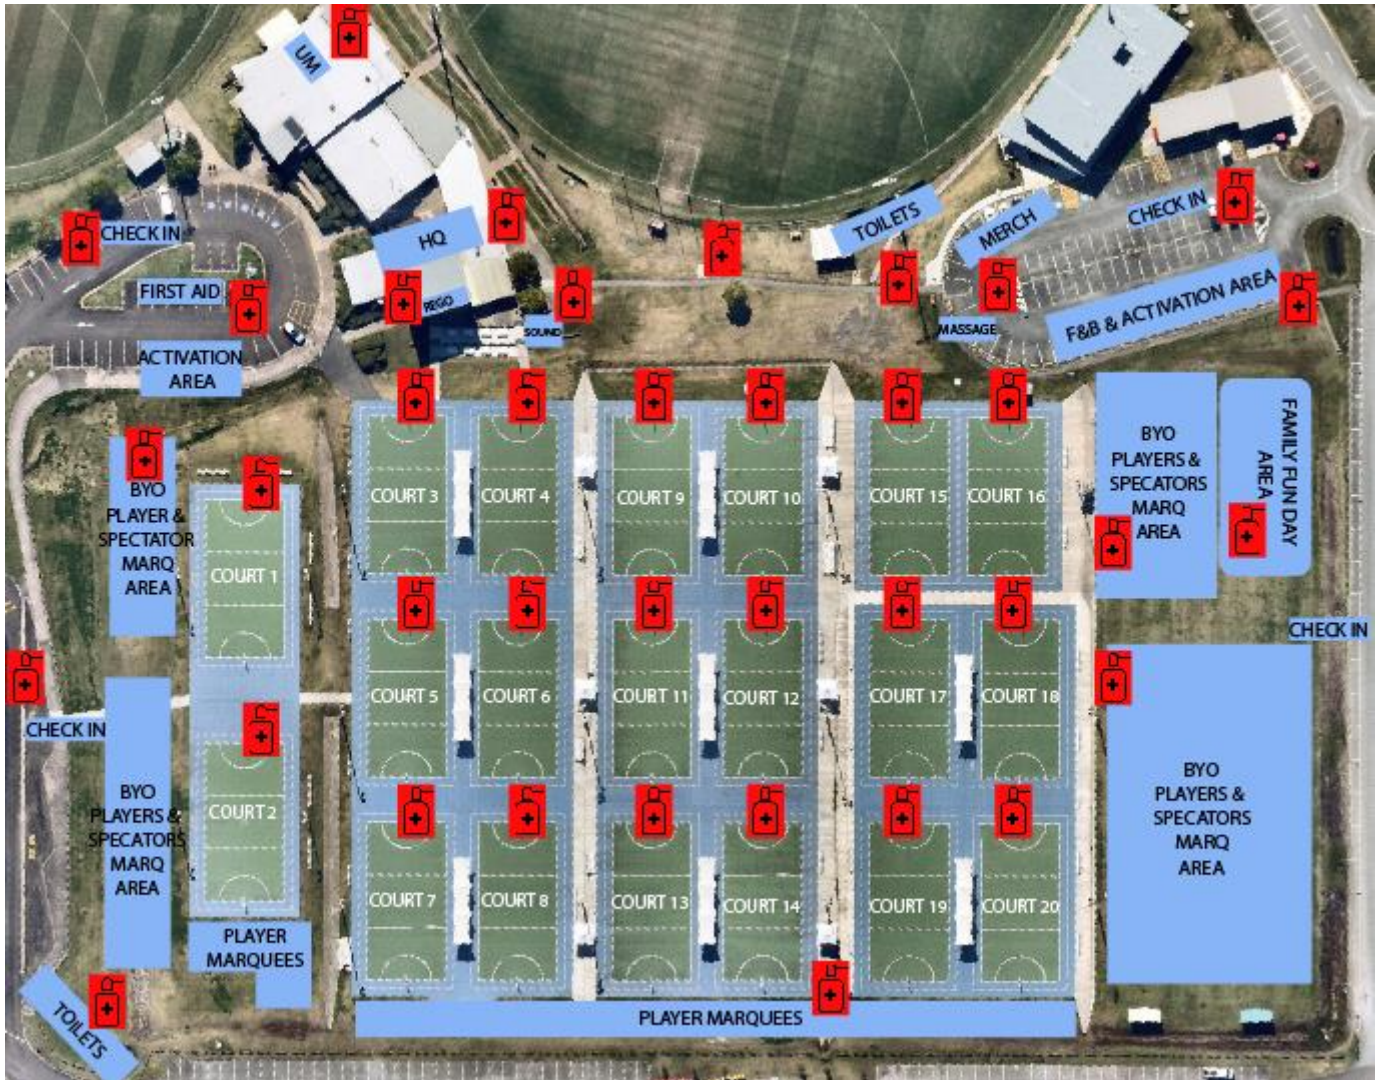 UM
CHECK IN
HQ
TOILETS
MERCH
CHECK IN
FIRST AID
REGO
SOUND
MASSAGE
F&B & ACTIVATION AREA
ACTIVATION
AREA
BYO
PLAYER &
SPECTATOR
MARQ
AREA
COURT 1
COURT 3
COURT 4
COURT 9
COURT 10
COURT 15
COURT 16
BYO
PLAYERS &
SPECATORS
MARQ
AREA
FAMILY FUN DAY
AREA
CHECK IN
COURT 5
COURT 6
COURT 11
COURT 12
COURT 17
COURT 18
CHECK IN
BYO
PLAYERS &
SPECATORS
MARQ
AREA
COURT 2
BYO
PLAYERS &
SPECATORS
MARQ
AREA
COURT 7
COURT 8
COURT 13
COURT 14
COURT 19
COURT 20
PLAYER
MARQUEES
TOILETS
PLAYER MARQUEES